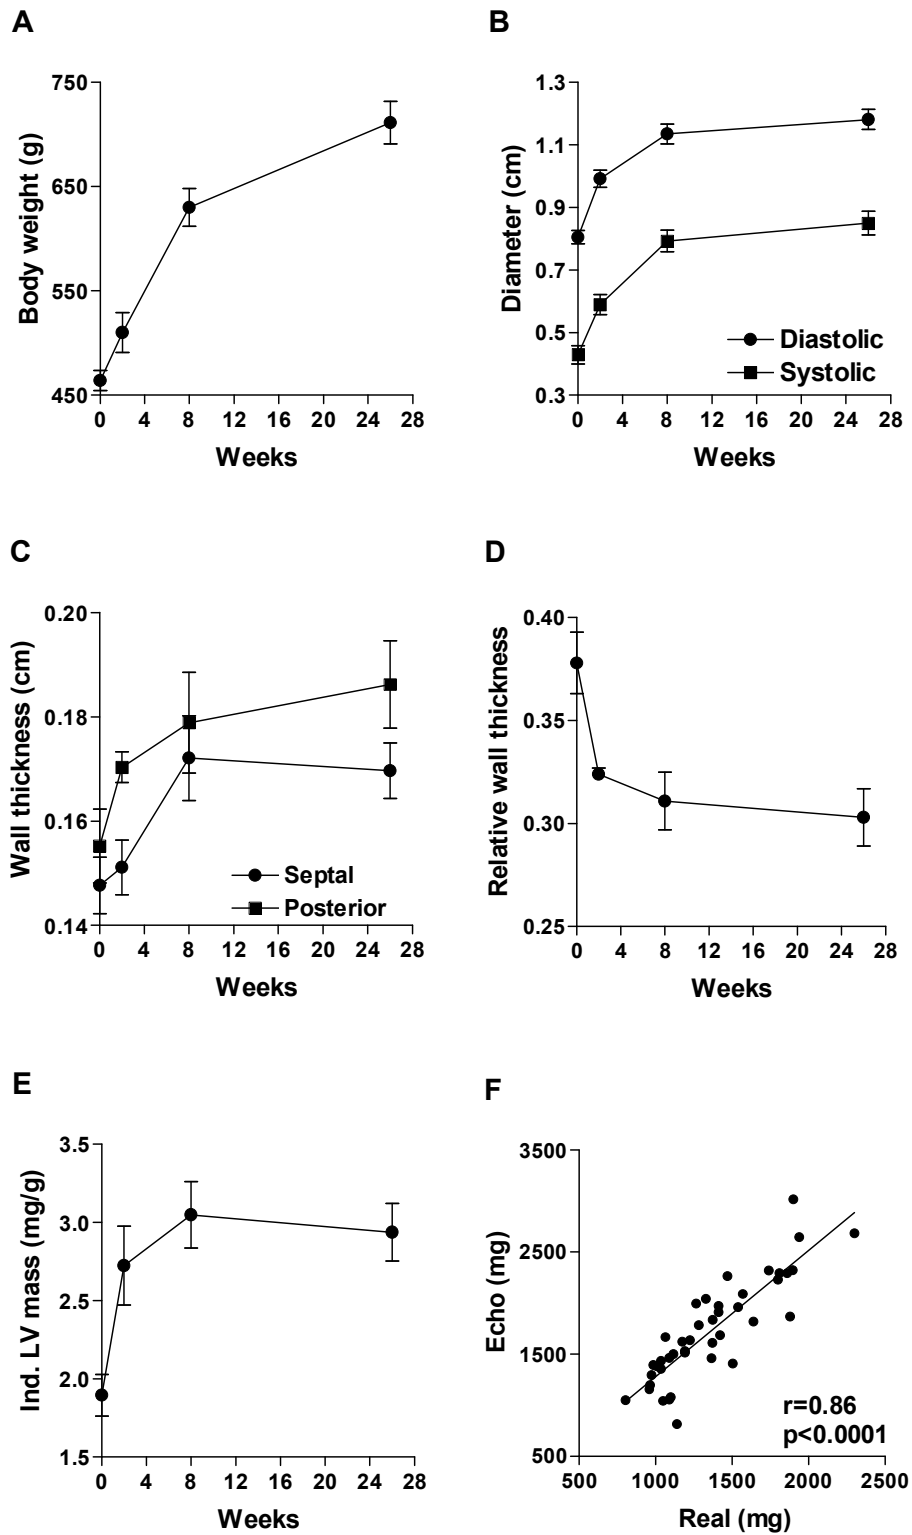 A
Body weight (g)
750
650
550
450
0 4 8 12 16 20 24 28
Weeks
B
Diameter (cm)
1.3
1.1
0.9
0.7
0.5
0.3
Diastolic
Systolic
0 4 8 12 16 20 24 28
Weeks
C
Wall thickness (cm)
0.20
0.18
0.16
0.14
Septal
Posterior
0 4 8 12 16 20 24 28
Weeks
D
Relative wall thickness
0.40
0.35
0.30
0.25
0 4 8 12 16 20 24 28
Weeks
E
Ind. LV mass (mg/g)
3.5
3.0
2.5
2.0
1.5
0 4 8 12 16 20 24 28
Weeks
F
Echo (mg)
3500
2500
1500
500
r=0.86
p<0.0001
500 1000 1500 2000 2500
Real (mg)